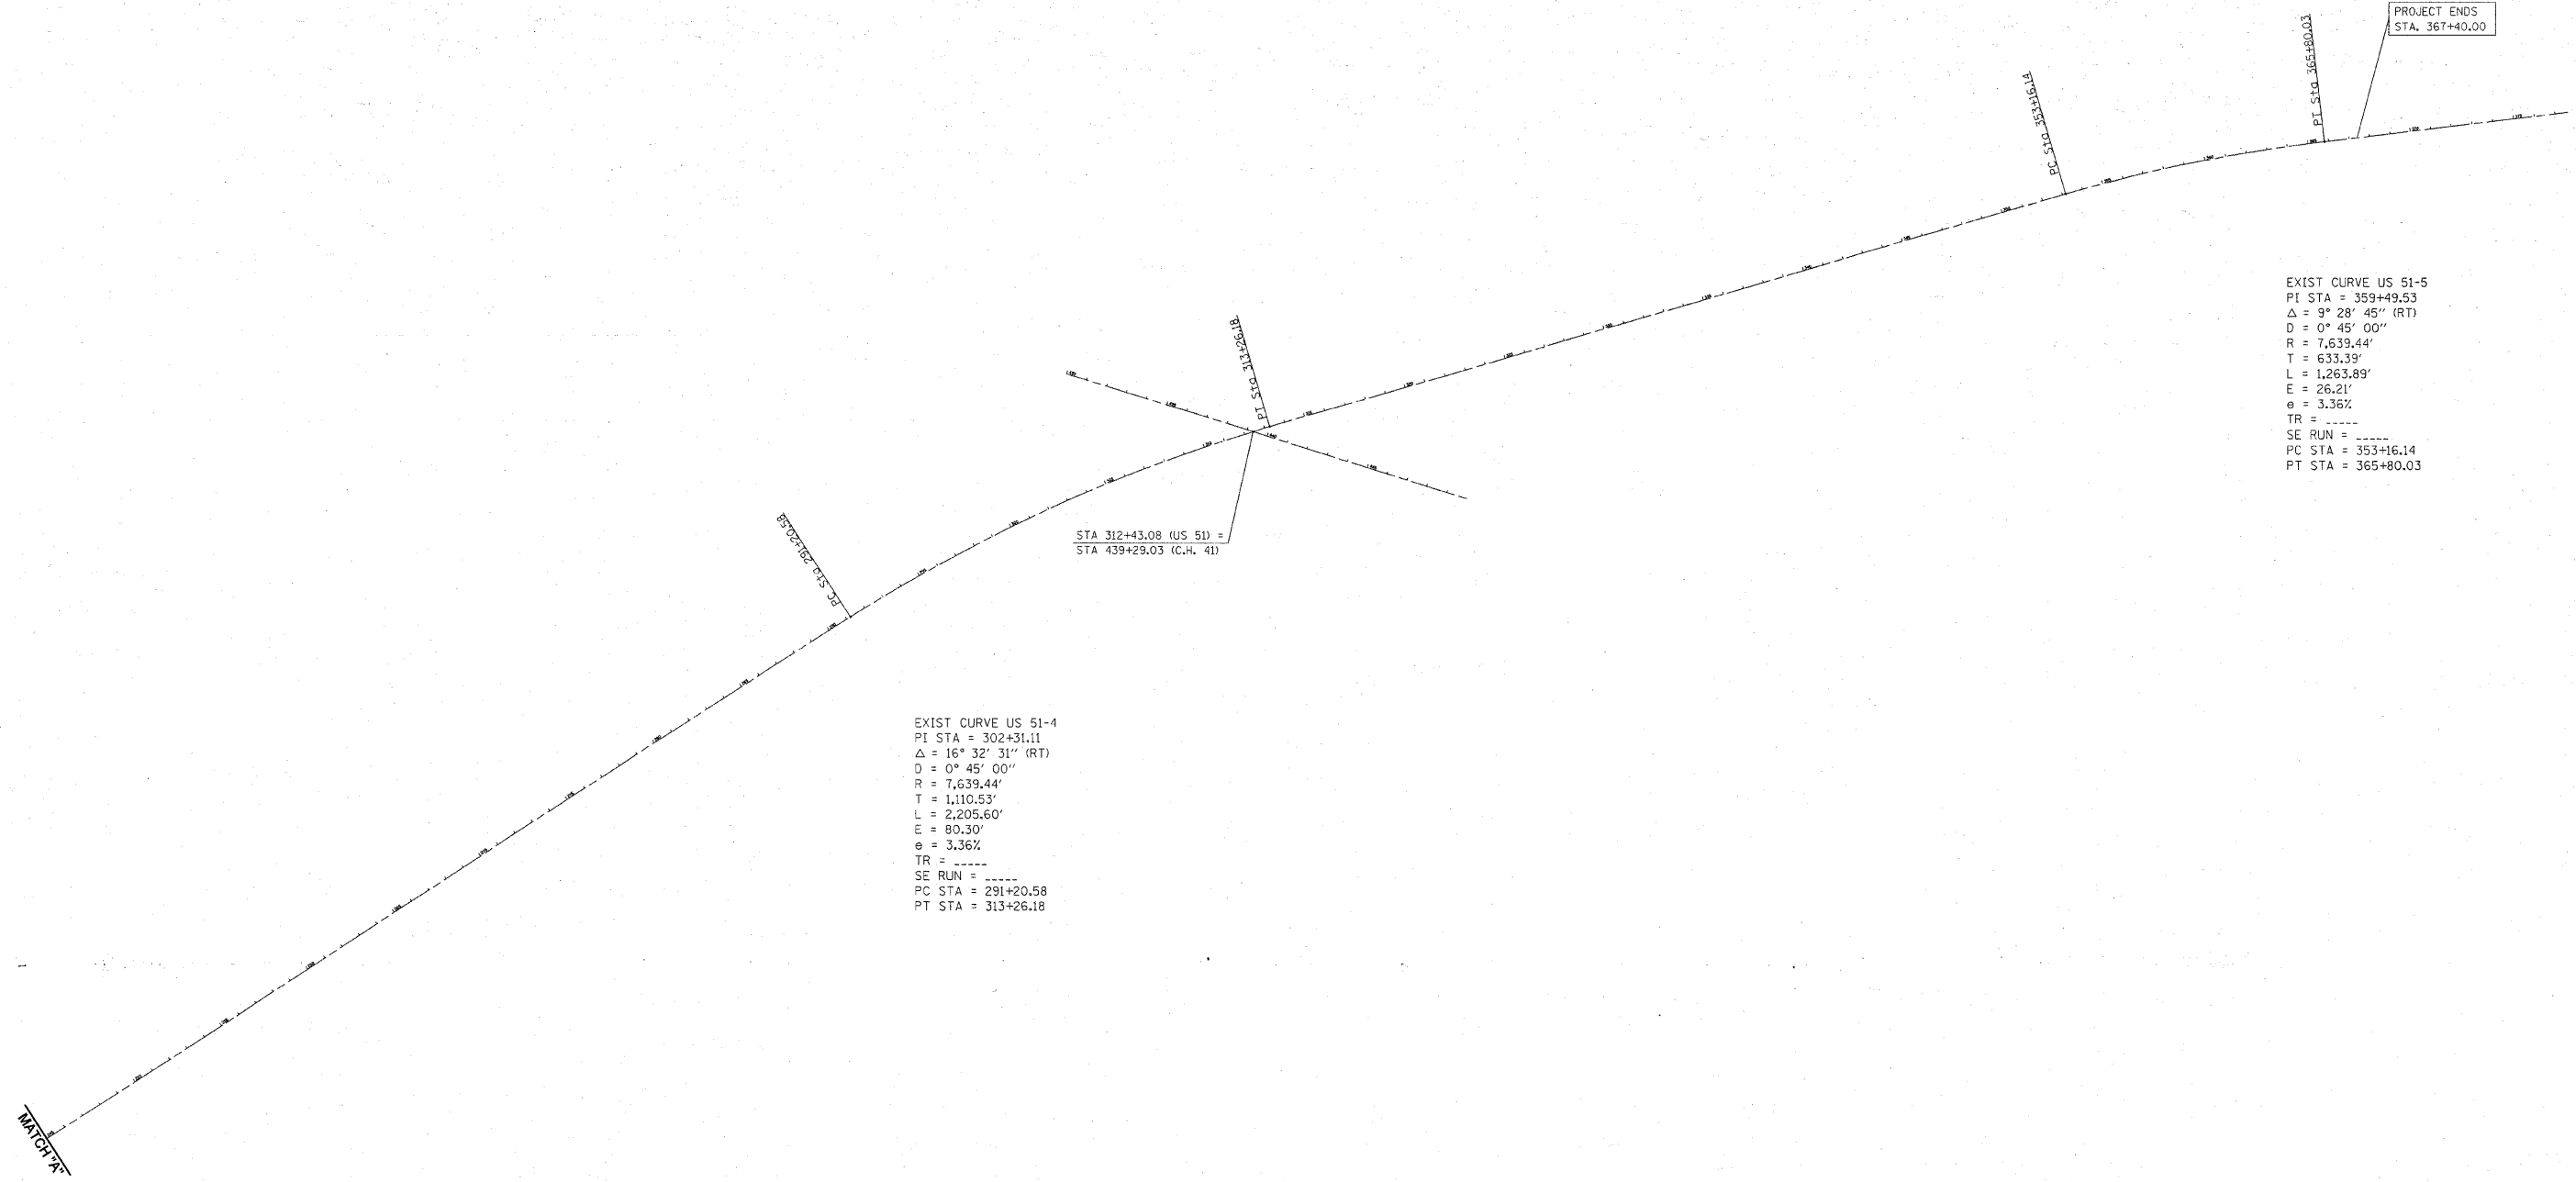 PROJECT ENDS
STA. 367+40.00
PT Sta 365+80.03
PC Sta 353+16.14
EXIST CURVE US 51-5
PI STA = 359+49.53
Δ = 9° 28' 45'' (RT)
D = 0° 45' 00''
R = 7,639.44'
T = 633.39'
L = 1,263.89'
E = 26.21'
e = 3.36%
TR = _____
SE RUN = _____
PC STA = 353+16.14
PT STA = 365+80.03
PT Sta 313+26.18
STA 312+43.08 (US 51) =
STA 439+29.03 (C.H. 41)
PC Sta 291+20.58
EXIST CURVE US 51-4
PI STA = 302+31.11
Δ = 16° 32' 31'' (RT)
D = 0° 45' 00''
R = 7,639.44'
T = 1,110.53'
L = 2,205.60'
E = 80.30'
e = 3.36%
TR = _____
SE RUN = _____
PC STA = 291+20.58
PT STA = 313+26.18
MATCH "A"